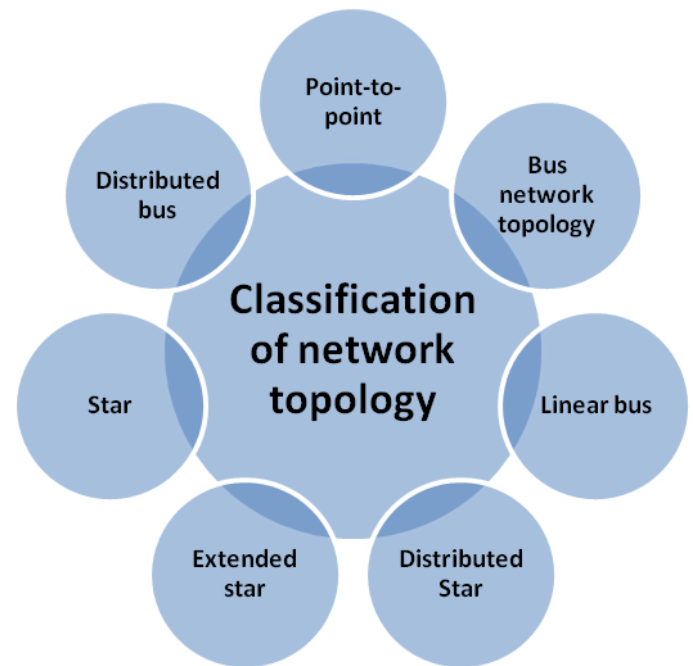 Point-to-
point
Bus
network
topology
Distributed
bus
Classification
of network
topology
Star
Linear bus
Extended
star
Distributed
Star